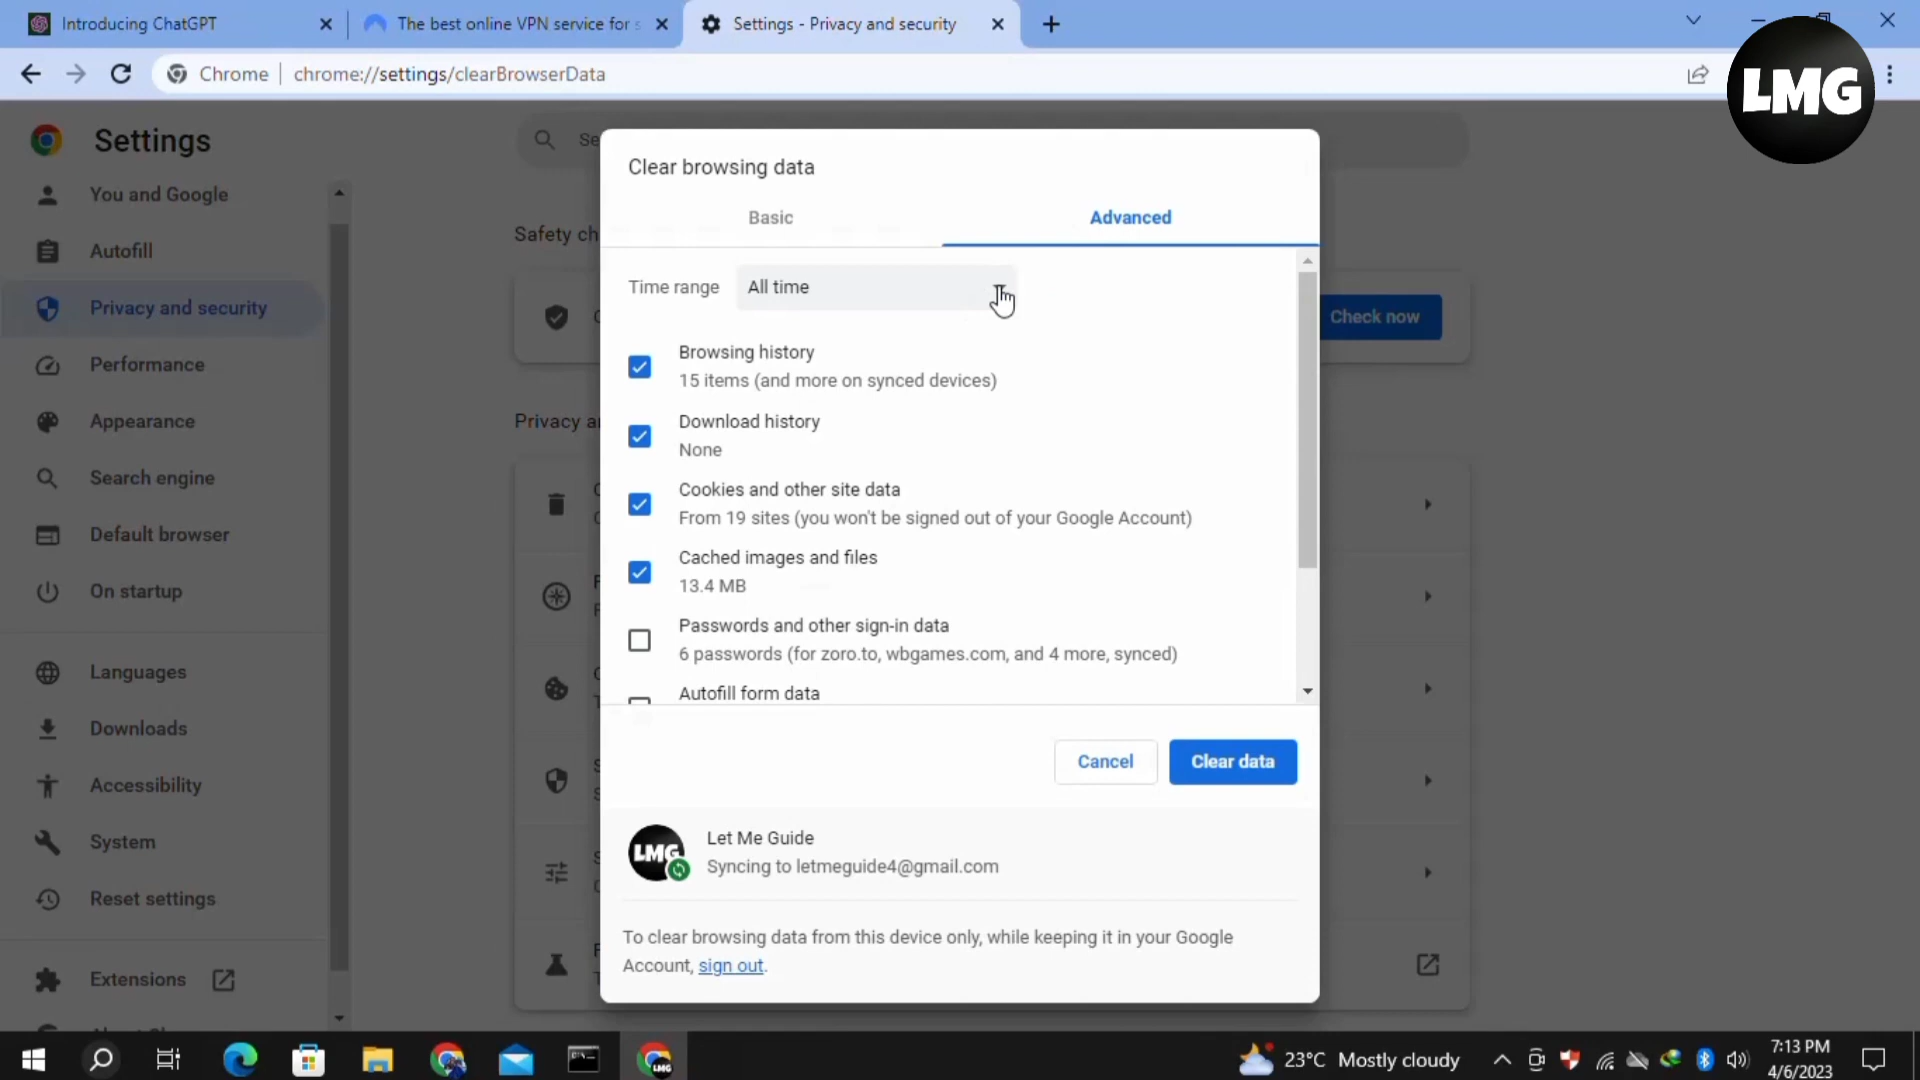 Introducing ChatGPT
The best online VPN service for
Settings - Privacy and security
Chrome
chrome://settings/clearBrowserData
LMG
Settings
Se
You and Google
Autofill
Privacy and security
Performance
Appearance
Search engine
Default browser
On startup
Languages
Downloads
Accessibility
System
Reset settings
Extensions
Safety ch
Check now
Privacy a
Clear browsing data
Basic
Advanced
Time range
All time
Browsing history
15 items (and more on synced devices)
Download history
None
Cookies and other site data
From 19 sites (you won't be signed out of your Google Account)
Cached images and files
13.4 MB
Passwords and other sign-in data
6 passwords (for zoro.to, wbgames.com, and 4 more, synced)
Autofill form data
Cancel
Clear data
LMG
Let Me Guide
Syncing to letmeguide4@gmail.com
To clear browsing data from this device only, while keeping it in your Google
Account, sign out.
LMG
23°C Mostly cloudy
7:13 PM
4/6/2023